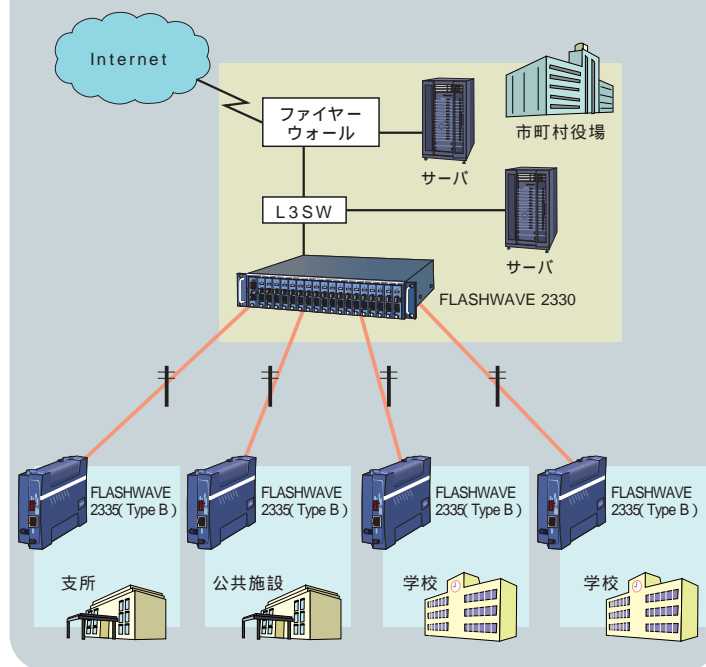 Internet
ファイヤー
ウォール
市町村役場
サーバ
L3SW
サーバ
FLASHWAVE 2330
FLASHWAVE
2335(Type B)
FLASHWAVE
2335(Type B)
FLASHWAVE
2335(Type B)
FLASHWAVE
2335(Type B)
支所
公共施設
学校
学校